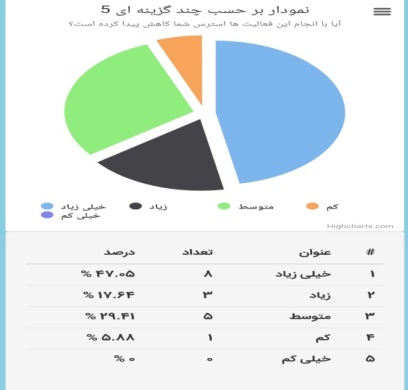 نمودار بر حسب چند گزینه ای 5
آیا با انجام این فعالیت ها استرس شما کاهش پیدا کرده است؟
خیلی زیاد زیاد متوسط کم
خیلی کم
Highcharts.com
# عنوان تعداد درصد
۱ خیلی زیاد ۸ ۴۷.۰۵ %
۲ زیاد ۳ ۱۷.۶۴ %
۳ متوسط ۵ ۲۹.۴۱ %
۴ کم ۱ ۵.۸۸ %
۵ خیلی کم ۰ ۰ %